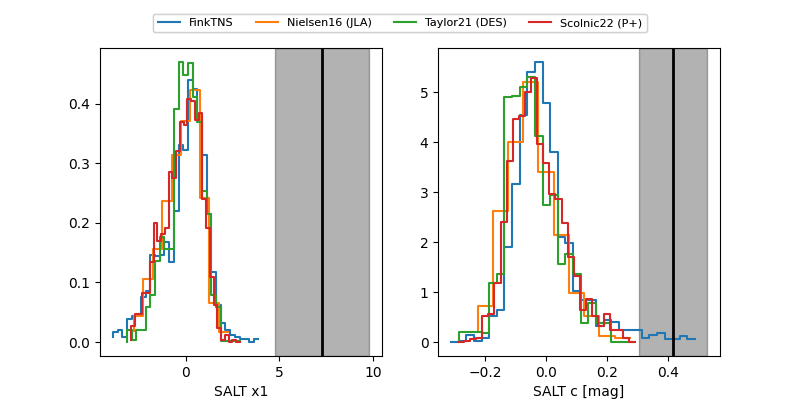 FinkTNS Nielsen16 (JLA) Taylor21 (DES) Scolnic22 (P+)
0.4
0.3
0.2
0.1
0.0
0 5 10
SALT x1
5
4
3
2
1
0
−0.2 0.0 0.2 0.4
SALT c [mag]